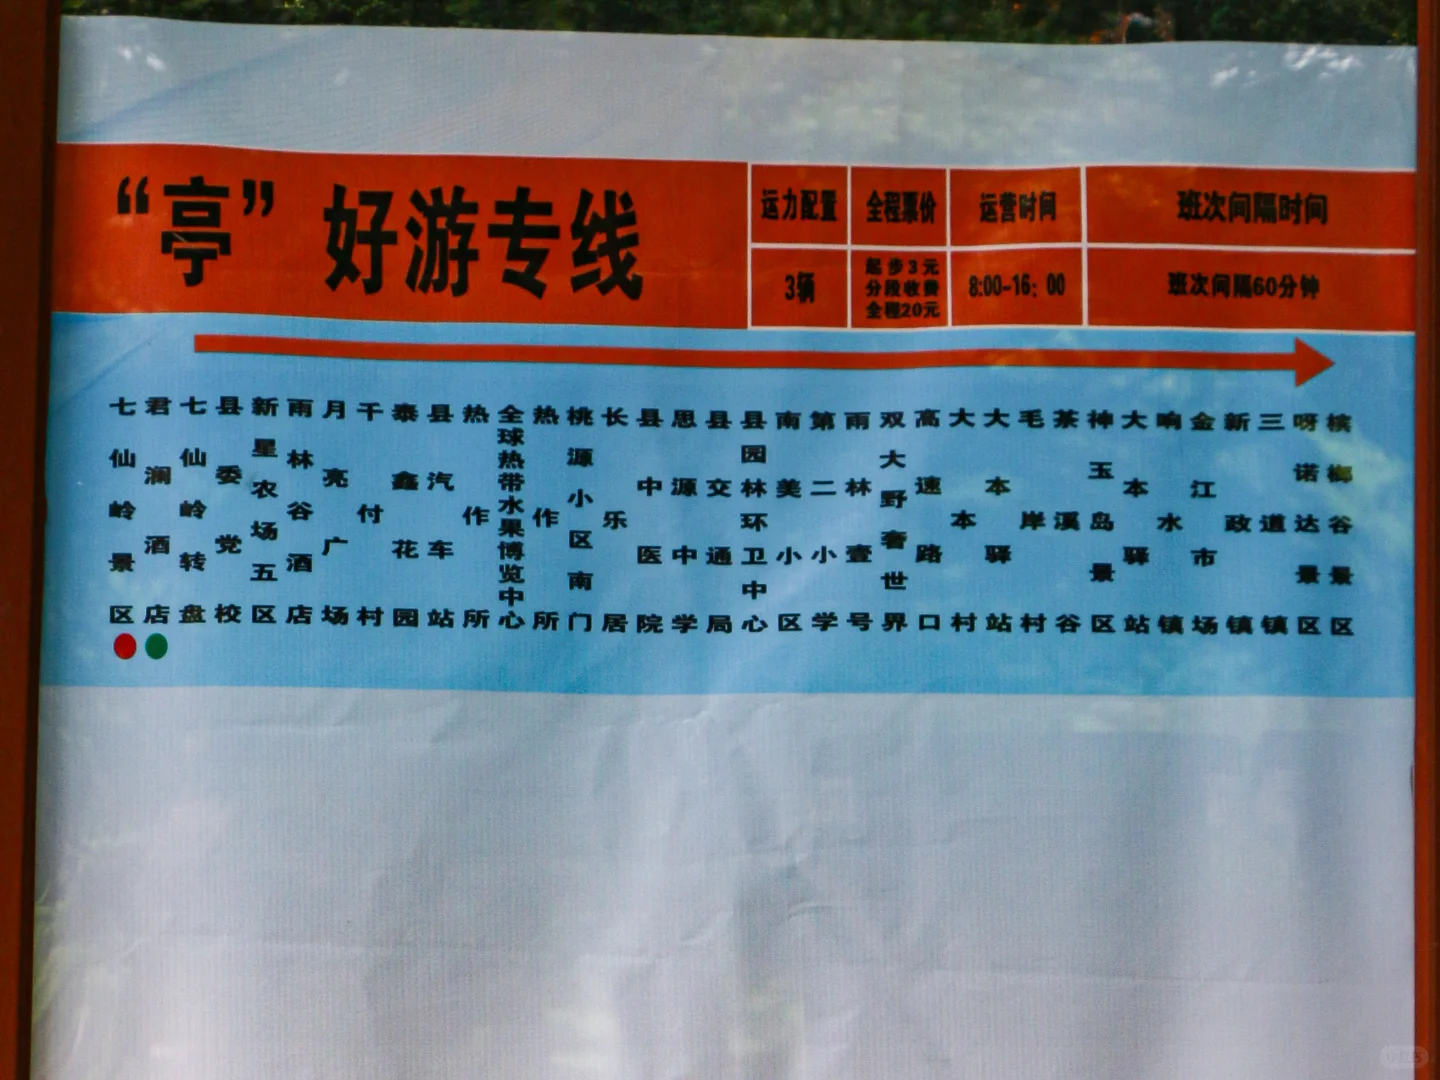 “亭”好游专线
运力配置
全程票价
运营时间
班次间隔时间
3辆
起步3元
分段收费
全程20元
8:00-16：00
班次间隔60分钟
七仙岭景区
君澜酒店
七仙岭转盘
县委党校
新星农场五区
雨林谷酒店
月亮广场
千付村
泰鑫花园
县汽车站
热作所
全球热带水果博览中心
热作所
桃源小区南门
长乐居
县中医院
思源中学
县交通局
县园林环卫中心
南美小区
第二小学
雨林壹号
双大野奢世界
高速路口
大本村
大本驿站
毛岸村
茶溪谷
神玉岛景区
大本驿站
响水镇
金江市场
新政镇
三道镇
呀诺达景区
槟榔谷景区